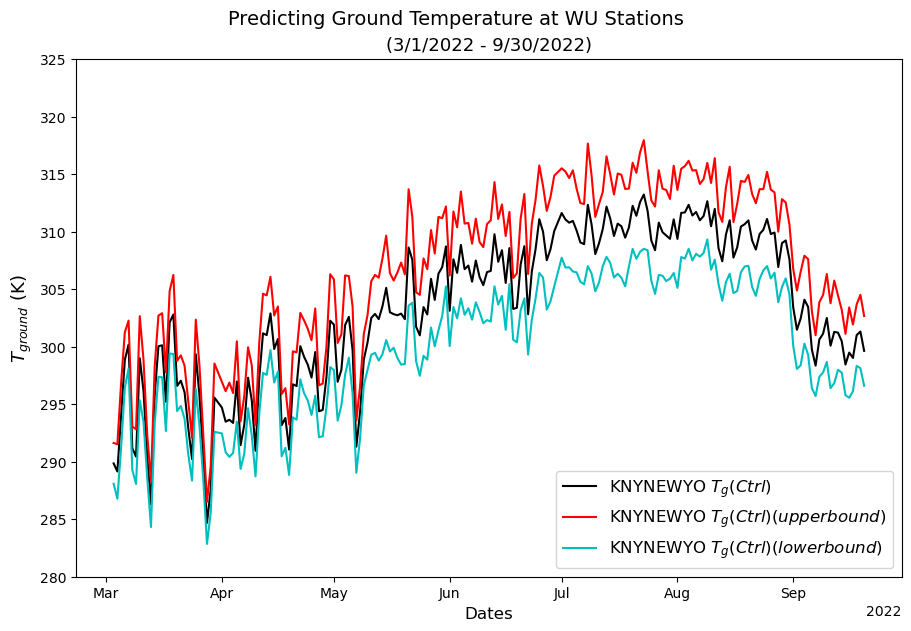 Predicting Ground Temperature at WU Stations
(3/1/2022 - 9/30/2022)
325
320
315
310
305
300
295
290
285
280
T_ground (K)
KNYNEWYO T_g(Ctrl)
KNYNEWYO T_g(Ctrl)(upperbound)
KNYNEWYO T_g(Ctrl)(lowerbound)
Mar Apr May Jun Jul Aug Sep
2022
Dates